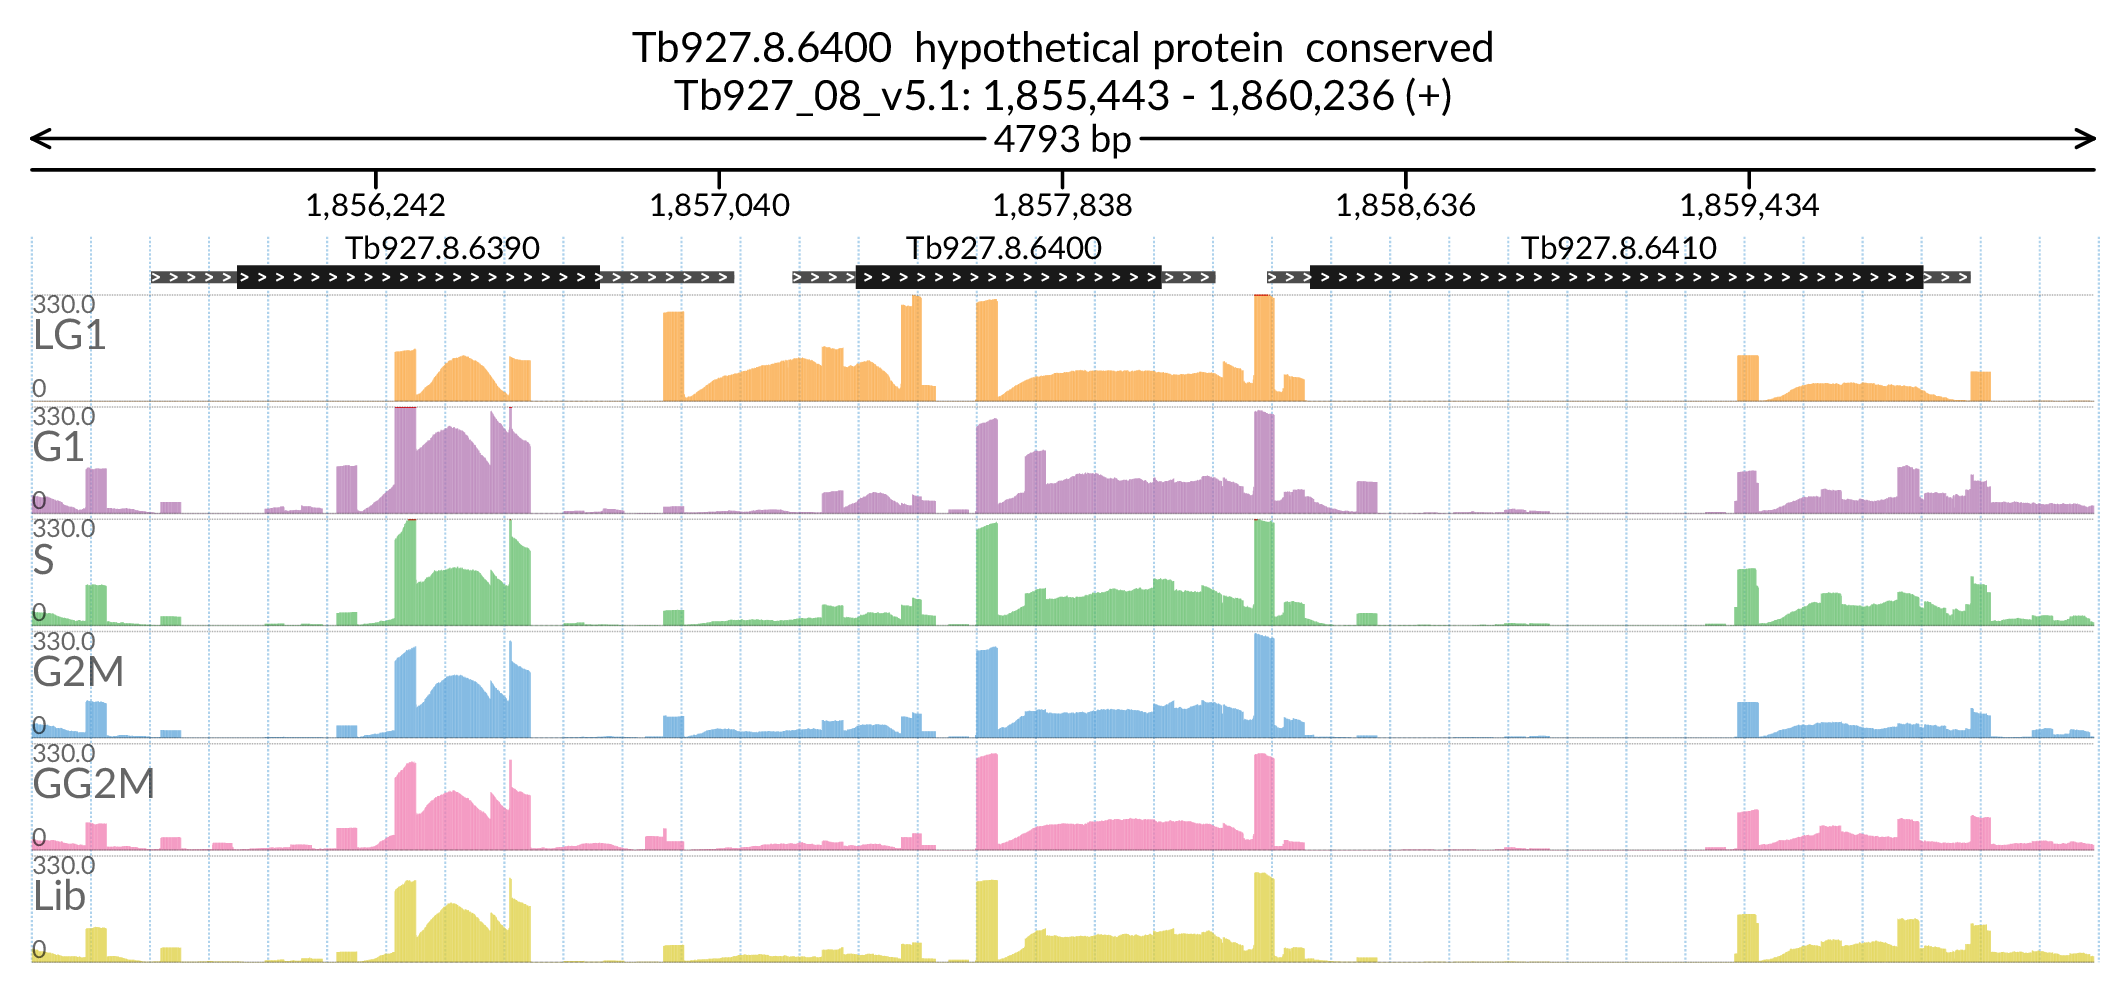 Tb927.8.6400  hypothetical protein  conserved
Tb927_08_v5.1: 1,855,443 - 1,860,236 (+)
4793 bp
1,856,242 1,857,040 1,857,838 1,858,636 1,859,434
Tb927.8.6390 Tb927.8.6400 Tb927.8.6410
330.0
LG1
0
330.0
G1
0
330.0
S
0
330.0
G2M
0
330.0
GG2M
0
330.0
Lib
0